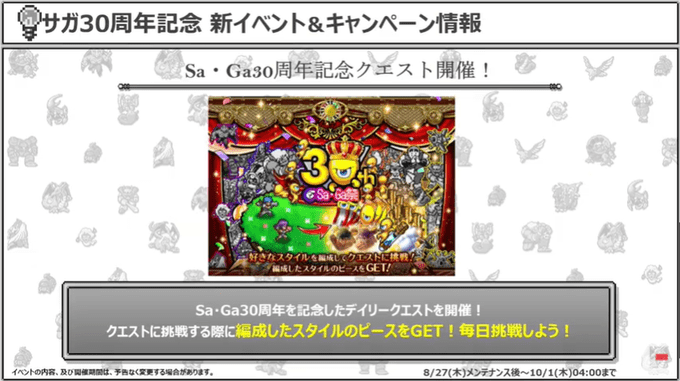 サガ30周年記念 新イベント&キャンペーン情報
Sa・Ga30周年記念クエスト開催！
30th
Sa・Ga祭
好きなスタイルを編成してクエストに挑戦！
編成したスタイルのピースをGET!
Sa・Ga30周年を記念したデイリークエストを開催！
クエストに挑戦する際に編成したスタイルのピースをGET！毎日挑戦しよう！
イベントの内容、及び開催期間は、予告なく変更する場合があります。
8/27(木)メンテナンス後～10/1(木)04:00まで